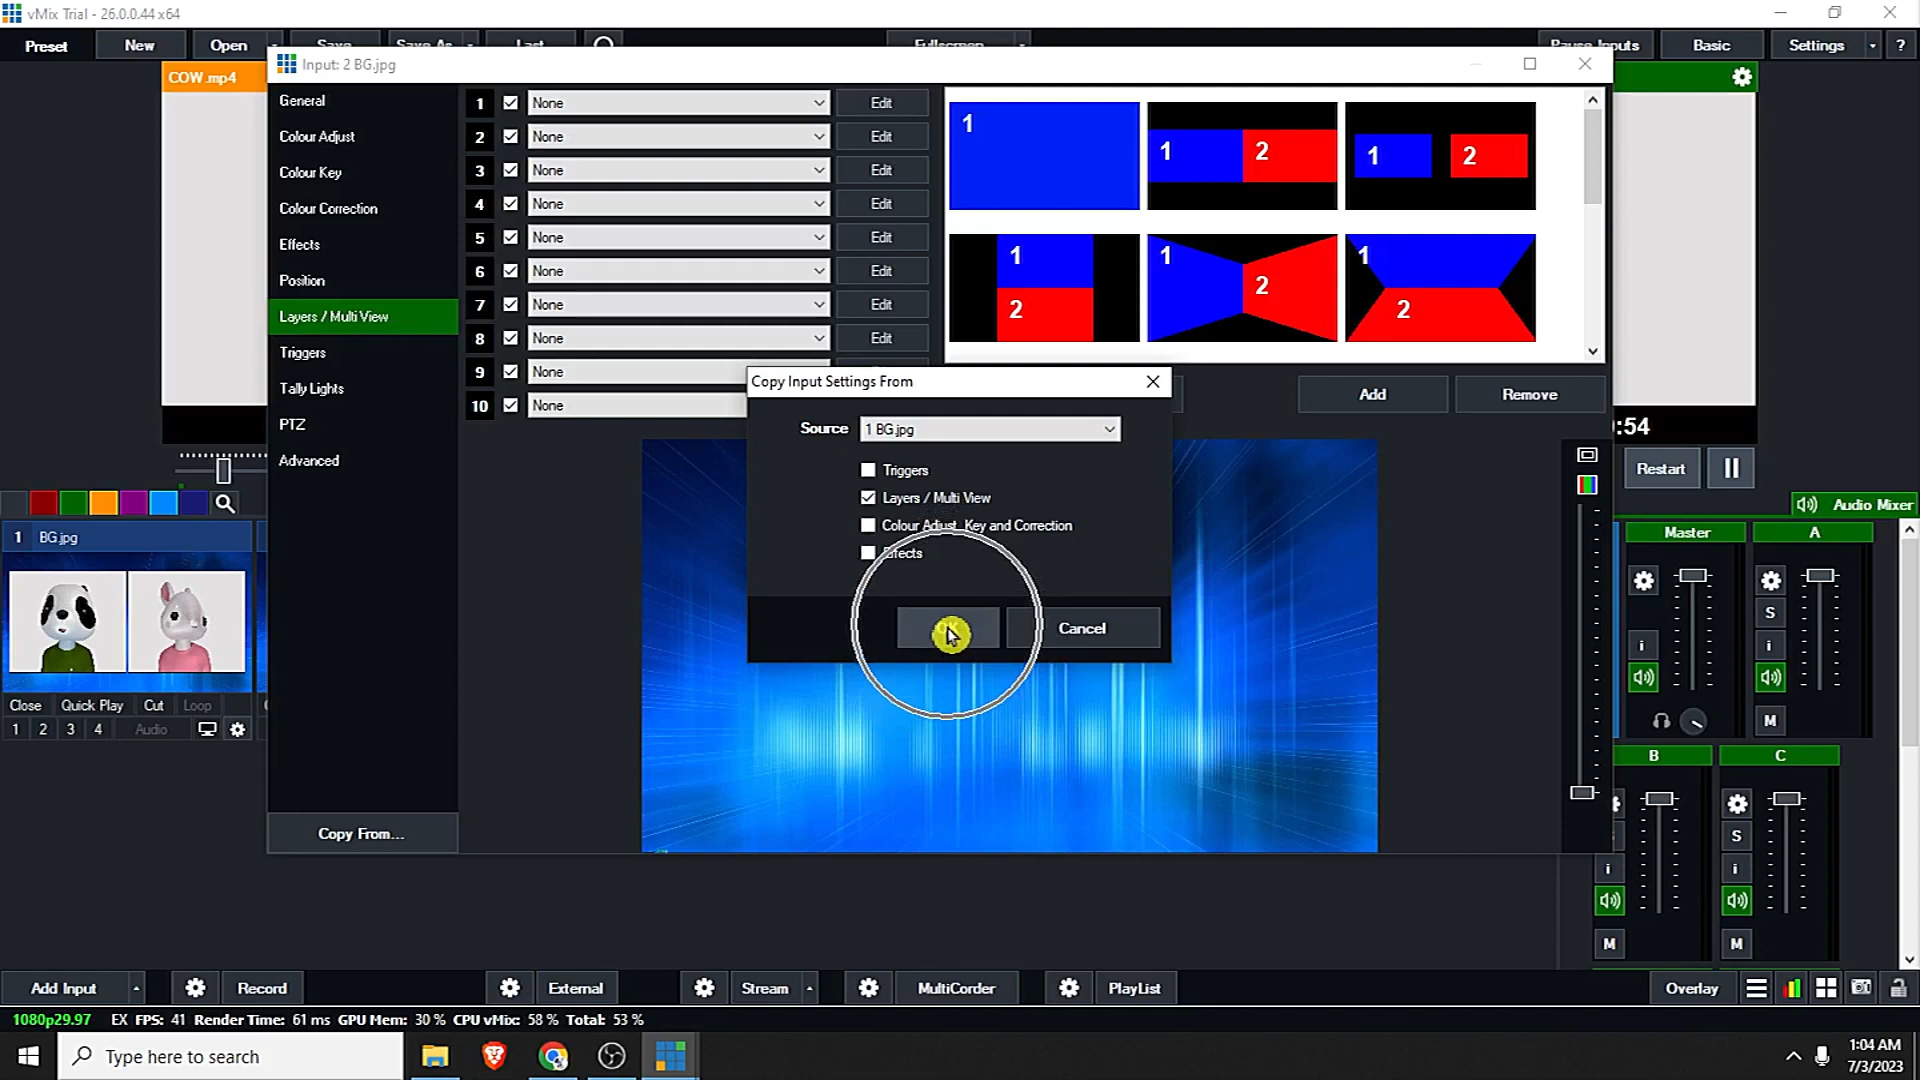 vMix Trial - 26.0.0.44 x64
Preset
New
Open
Save
Save As
Last
Fullscreen
Pause Inputs
Basic
Settings
?
COW.mp4
Input: 2 BG.jpg
General
Colour Adjust
Colour Key
Colour Correction
Effects
Position
Layers / Multi View
Triggers
Tally Lights
PTZ
Advanced
Copy From...
1 None Edit
2 None Edit
3 None Edit
4 None Edit
5 None Edit
6 None Edit
7 None Edit
8 None Edit
9 None
10 None
1
1 2
1 2
1 2
1 2
1 2
Add
Remove
Copy Input Settings From
Source
1 BG.jpg
Triggers
Layers / Multi View
Colour Adjust, Key and Correction
Effects
Cancel
:54
Restart
Audio Mixer
Master
A
S
i
i
M
B
C
S
i
i
M
M
1 BG.jpg
Close
Quick Play
Cut
Loop
1 2 3 4
Audio
Add Input
Record
External
Stream
MultiCorder
PlayList
Overlay
1080p29.97 EX FPS: 41 Render Time: 61 ms GPU Mem: 30 % CPU vMix: 58 % Total: 53 %
Type here to search
1:04 AM
7/3/2023